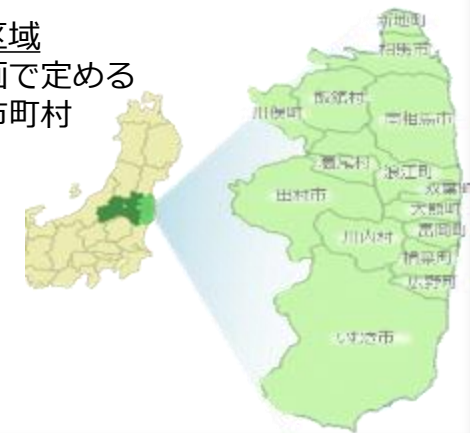 区域
画で定める
市町村
新地町
相馬市
飯舘村
川俣町
南相馬市
葛尾村
浪江町
双葉町
田村市
大熊町
富岡町
川内村
楢葉町
広野町
いわき市